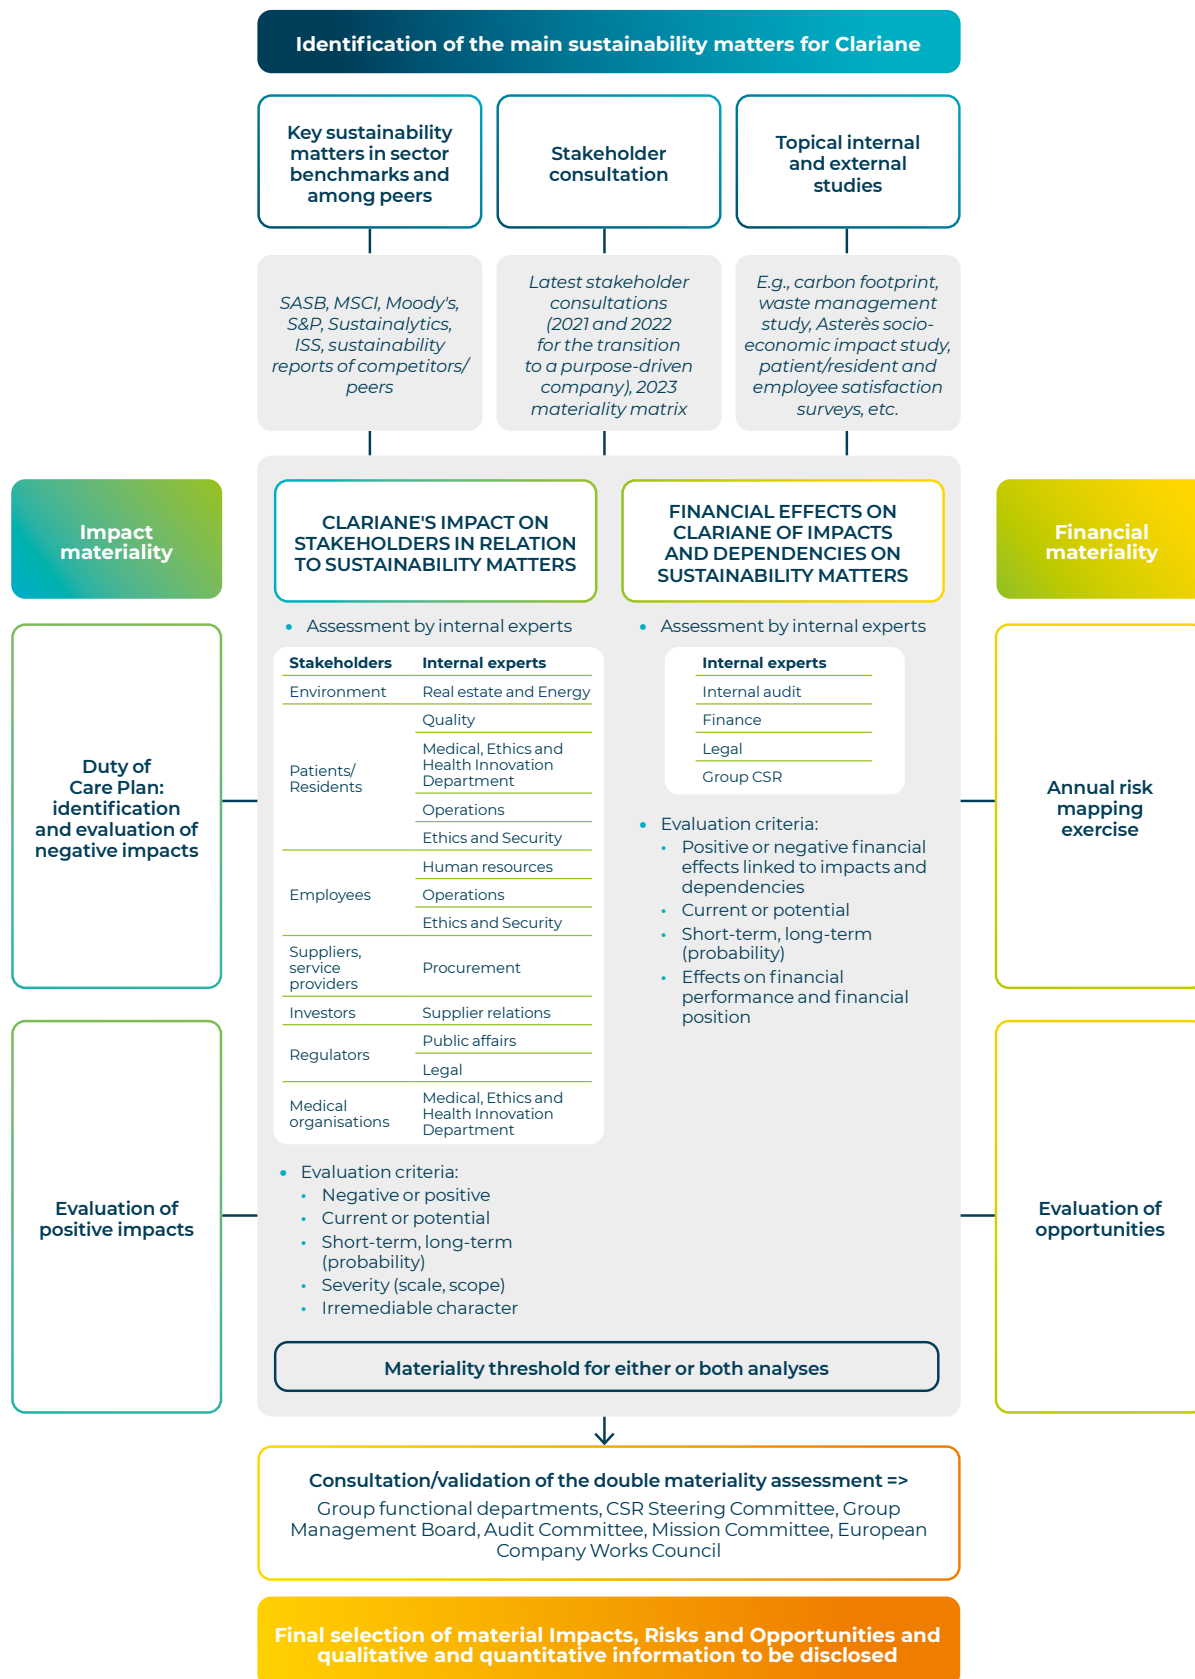 Identification of the main sustainability matters for Clariane
Key sustainability
matters in sector
benchmarks and
among peers
Stakeholder
consultation
Topical internal
and external
studies
SASB, MSCI, Moody's,
S&P, Sustainalytics,
ISS, sustainability
reports of competitors/
peers
Latest stakeholder
consultations
(2021 and 2022
for the transition
to a purpose-driven
company), 2023
materiality matrix
E.g., carbon footprint,
waste management
study, Asterès socio-
economic impact study,
patient/resident and
employee satisfaction
surveys, etc.
Impact
materiality
Duty of
Care Plan:
identification
and evaluation of
negative impacts
Evaluation of
positive impacts
CLARIANE'S IMPACT ON
STAKEHOLDERS IN RELATION
TO SUSTAINABILITY MATTERS
• Assessment by internal experts
Stakeholders Internal experts
Environment Real estate and Energy
Patients/
Residents
Quality
Medical, Ethics and
Health Innovation
Department
Operations
Ethics and Security
Employees
Human resources
Operations
Ethics and Security
Suppliers,
service
providers
Procurement
Investors Supplier relations
Regulators
Public affairs
Legal
Medical
organisations
Medical, Ethics and
Health Innovation
Department
• Evaluation criteria:
• Negative or positive
• Current or potential
• Short-term, long-term
(probability)
• Severity (scale, scope)
• Irremediable character
FINANCIAL EFFECTS ON
CLARIANE OF IMPACTS
AND DEPENDENCIES ON
SUSTAINABILITY MATTERS
• Assessment by internal experts
Internal experts
Internal audit
Finance
Legal
Group CSR
• Evaluation criteria:
• Positive or negative financial
effects linked to impacts and
dependencies
• Current or potential
• Short-term, long-term
(probability)
• Effects on financial
performance and financial
position
Financial
materiality
Annual risk
mapping
exercise
Evaluation of
opportunities
Materiality threshold for either or both analyses
Consultation/validation of the double materiality assessment =>
Group functional departments, CSR Steering Committee, Group
Management Board, Audit Committee, Mission Committee, European
Company Works Council
Final selection of material Impacts, Risks and Opportunities and
qualitative and quantitative information to be disclosed